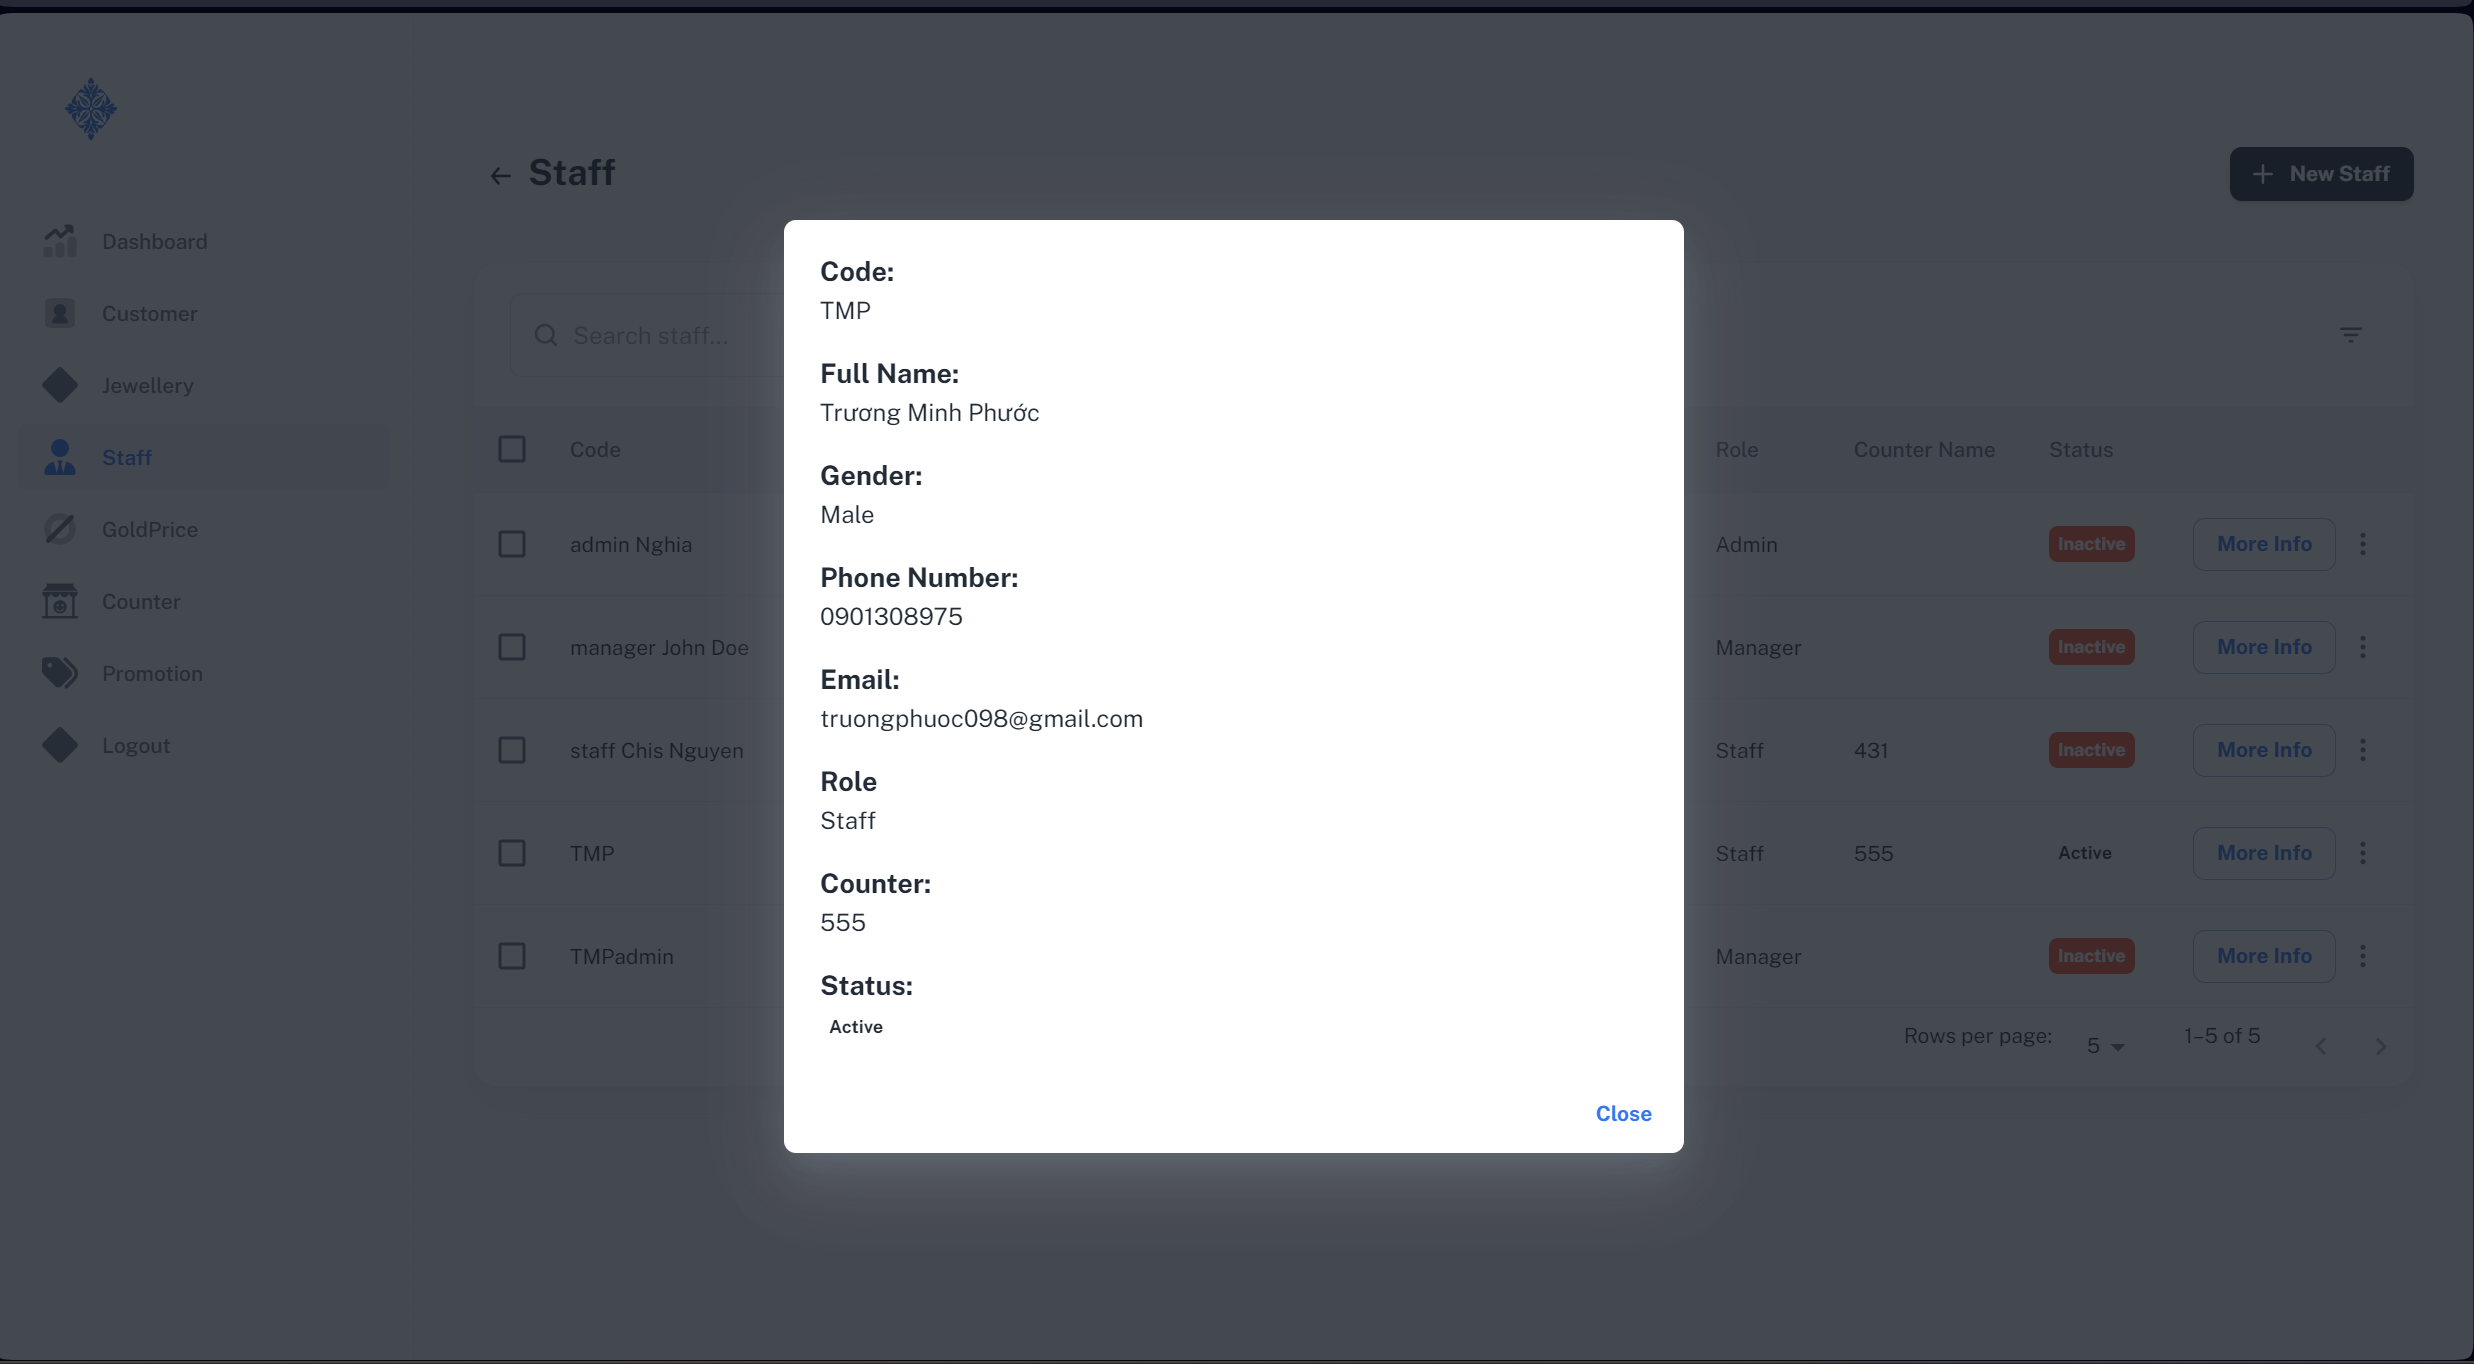 Staff
New Staff
Dashboard
Customer
Jewellery
Staff
GoldPrice
Counter
Promotion
Logout
Search staff...
Code Role Counter Name Status
admin Nghia Admin Inactive More Info
manager John Doe Manager Inactive More Info
staff Chis Nguyen Staff 431 Inactive More Info
TMP Staff 555 Active More Info
TMPadmin Manager Inactive More Info
Rows per page: 5 1–5 of 5
Code:
TMP
Full Name:
Trương Minh Phước
Gender:
Male
Phone Number:
0901308975
Email:
truongphuoc098@gmail.com
Role
Staff
Counter:
555
Status:
Active
Close